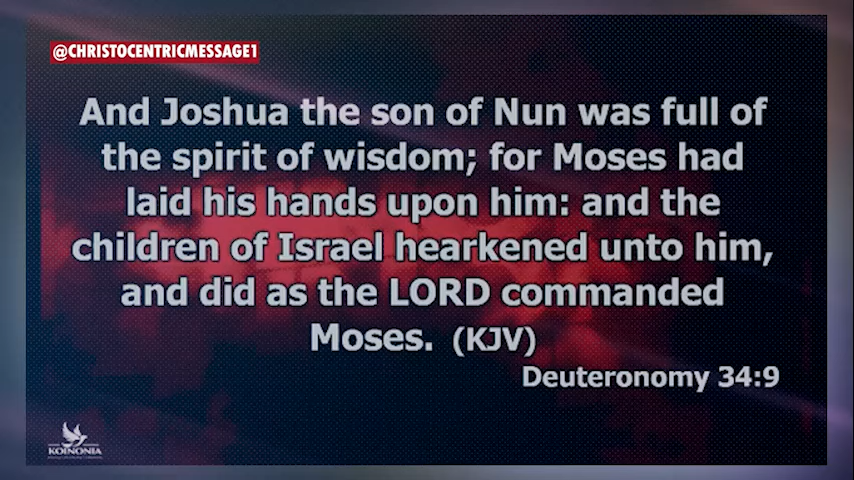 @CHRISTOCENTRICMESSAGE1
And Joshua the son of Nun was full of
the spirit of wisdom; for Moses had
laid his hands upon him: and the
children of Israel hearkened unto him,
and did as the LORD commanded
Moses. (KJV)
Deuteronomy 34:9
KOINONIA